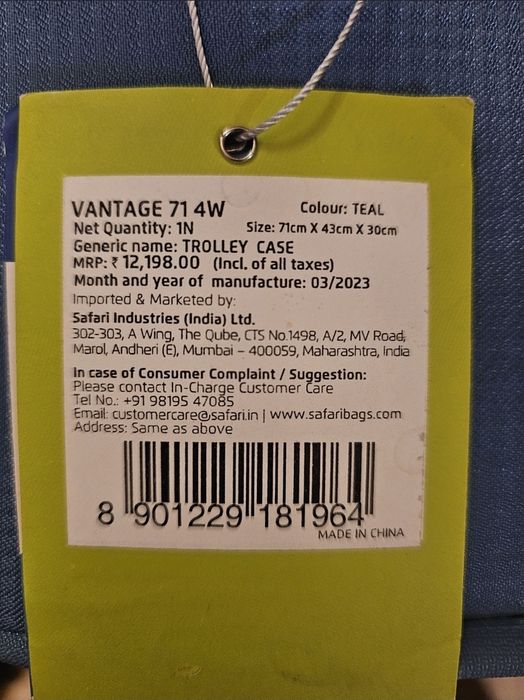 VANTAGE 71 4W Colour: TEAL
Net Quantity: 1N Size: 71cm X 43cm X 30cm
Generic name: TROLLEY CASE
MRP: ₹ 12,198.00 (Incl. of all taxes)
Month and year of manufacture: 03/2023
Imported & Marketed by:
Safari Industries (India) Ltd.
302-303, A Wing, The Qube, CTS No.1498, A/2, MV Road,
Marol, Andheri (E), Mumbai – 400059, Maharashtra, India
In case of Consumer Complaint / Suggestion:
Please contact In-Charge Customer Care
Tel No.: +91 98195 47085
Email: customercare@safari.in | www.safaribags.com
Address: Same as above
8 901229 181964
MADE IN CHINA